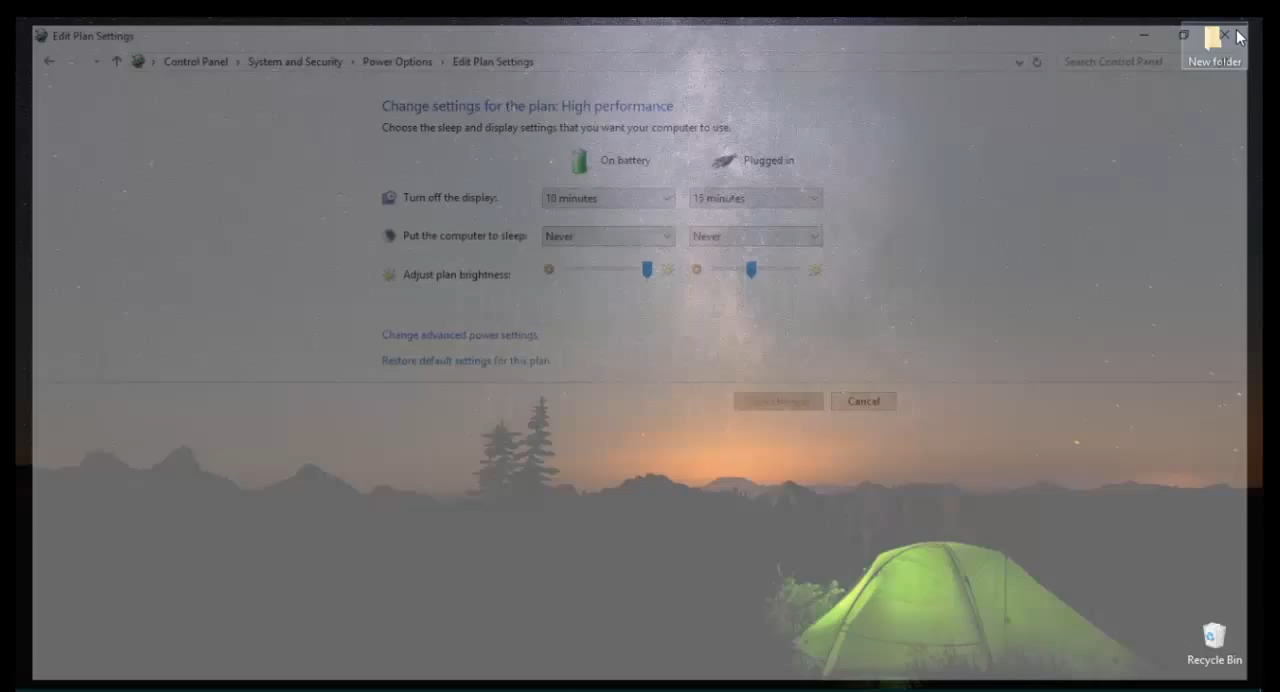 Edit Plan Settings
New folder
Control Panel › System and Security › Power Options › Edit Plan Settings
Search Control Panel
Change settings for the plan: High performance
Choose the sleep and display settings that you want your computer to use.
On battery
Plugged in
Turn off the display:
10 minutes
15 minutes
Put the computer to sleep:
Never
Never
Adjust plan brightness:
Change advanced power settings
Restore default settings for this plan
Cancel
Recycle Bin